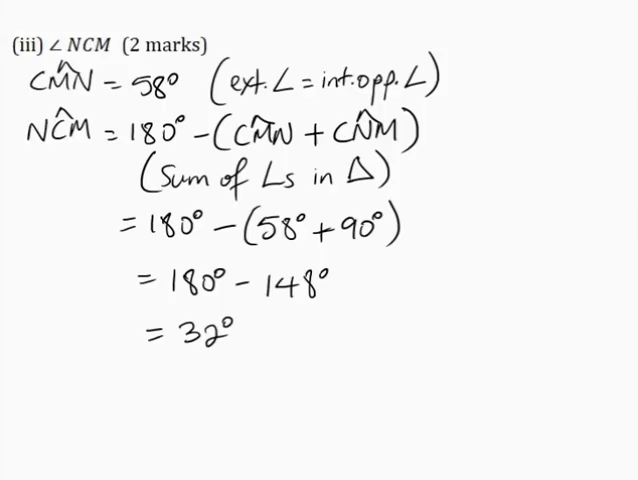 (iii) ∠ NCM (2 marks)
CM̂N = 58° (ext.∠ = int.opp.∠)
NĈM = 180° - (CM̂N + CN̂M)
(Sum of ∠s in △)
= 180° - (58° + 90°)
= 180° - 148°
= 32°